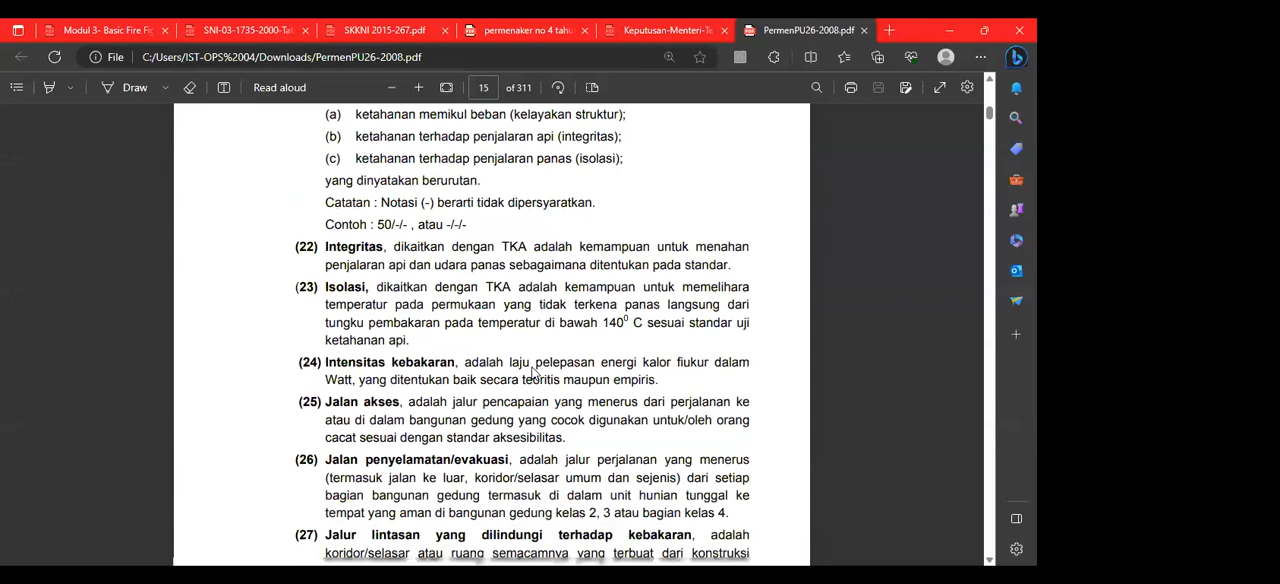 Modul 3- Basic Fire Fig
SNI-03-1735-2000-Tat
SKKNI 2015-267.pdf
permenaker no 4 tahu
Keputusan-Menteri-Te
PermenPU26-2008.pdf
File C:/Users/IST-OPS%2004/Downloads/PermenPU26-2008.pdf
Draw Read aloud 15 of 311
(a) ketahanan memikul beban (kelayakan struktur);
(b) ketahanan terhadap penjalaran api (integritas);
(c) ketahanan terhadap penjalaran panas (isolasi);
yang dinyatakan berurutan.
Catatan : Notasi (-) berarti tidak dipersyaratkan.
Contoh : 50/-/- , atau -/-/-
(22) Integritas, dikaitkan dengan TKA adalah kemampuan untuk menahan
penjalaran api dan udara panas sebagaimana ditentukan pada standar.
(23) Isolasi, dikaitkan dengan TKA adalah kemampuan untuk memelihara
temperatur pada permukaan yang tidak terkena panas langsung dari
tungku pembakaran pada temperatur di bawah 140⁰ C sesuai standar uji
ketahanan api.
(24) Intensitas kebakaran, adalah laju pelepasan energi kalor fiukur dalam
Watt, yang ditentukan baik secara teoritis maupun empiris.
(25) Jalan akses, adalah jalur pencapaian yang menerus dari perjalanan ke
atau di dalam bangunan gedung yang cocok digunakan untuk/oleh orang
cacat sesuai dengan standar aksesibilitas.
(26) Jalan penyelamatan/evakuasi, adalah jalur perjalanan yang menerus
(termasuk jalan ke luar, koridor/selasar umum dan sejenis) dari setiap
bagian bangunan gedung termasuk di dalam unit hunian tunggal ke
tempat yang aman di bangunan gedung kelas 2, 3 atau bagian kelas 4.
(27) Jalur lintasan yang dilindungi terhadap kebakaran, adalah
koridor/selasar atau ruang semacamnya yang terbuat dari konstruksi